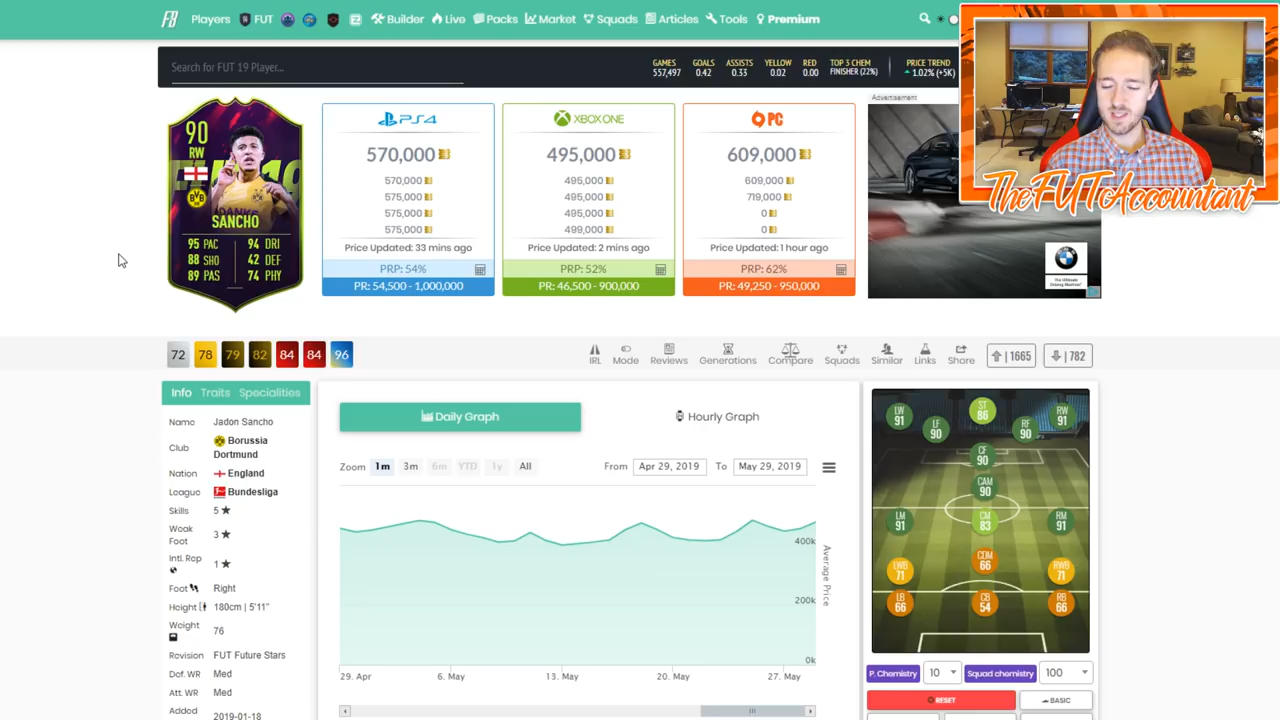 F8 Players FUT Builder Live Packs Market Squads Articles Tools Premium
Search for FUT 19 Player...
GAMES GOALS ASSISTS YELLOW RED TOP 3 CHEM PRICE TREND
557,497 0.42 0.33 0.02 0.00 FINISHER (22%) 1.02% (+5K)
90
RW
SANCHO
95 PAC 94 DRI
88 SHO 42 DEF
89 PAS 74 PHY
PS4
570,000
570,000
575,000
575,000
575,000
Price Updated: 33 mins ago
PRP: 54%
PR: 54,500 - 1,000,000
XBOX ONE
495,000
495,000
495,000
495,000
499,000
Price Updated: 2 mins ago
PRP: 52%
PR: 46,500 - 900,000
PC
609,000
609,000
719,000
0
0
Price Updated: 1 hour ago
PRP: 62%
PR: 49,250 - 950,000
Advertisement
BMW
TheFUTAccountant
72 78 79 82 84 84 96
IRL Mode Reviews Generations Compare Squads Similar Links Share 1665 782
Info Traits Specialities
Name Jadon Sancho
Club Borussia Dortmund
Nation England
League Bundesliga
Skills 5
Weak Foot 3
Intl. Rep 1
Foot Right
Height 180cm | 5'11"
Weight 76
Revision FUT Future Stars
Def. WR Med
Att. WR Med
Added 2019-01-18
Daily Graph Hourly Graph
Zoom 1m 3m 6m YTD 1y All From Apr 29, 2019 To May 29, 2019
400k
200k
0k
Average Price
29. Apr 6. May 13. May 20. May 27. May
ST 86
LW 91
RW 91
LF 90
RF 90
CF 90
CAM 90
LM 91
CM 83
RM 91
CDM 66
LWB 71
RWB 71
LB 66
CB 54
RB 66
P. Chemistry 10 Squad chemistry 100
RESET BASIC